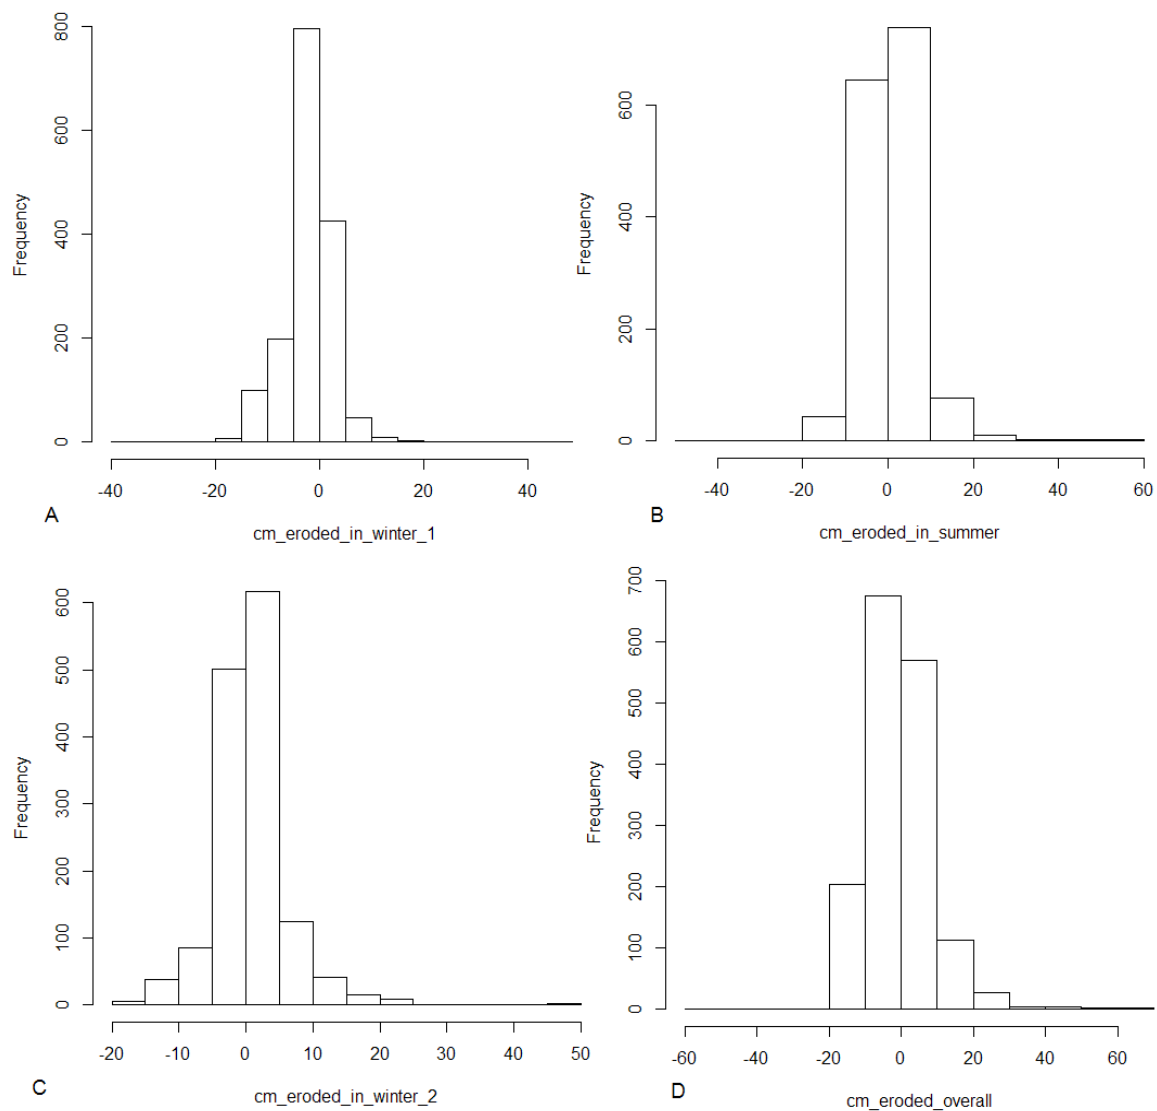 Frequency
0 200 400 600 800
-40 -20 0 20 40
A
cm_eroded_in_winter_1
Frequency
0 200 400 600
-40 -20 0 20 40 60
B
cm_eroded_in_summer
Frequency
0 100 200 300 400 500 600
-20 -10 0 10 20 30 40 50
C
cm_eroded_in_winter_2
Frequency
0 100 200 300 400 500 600 700
-60 -40 -20 0 20 40 60
D
cm_eroded_overall